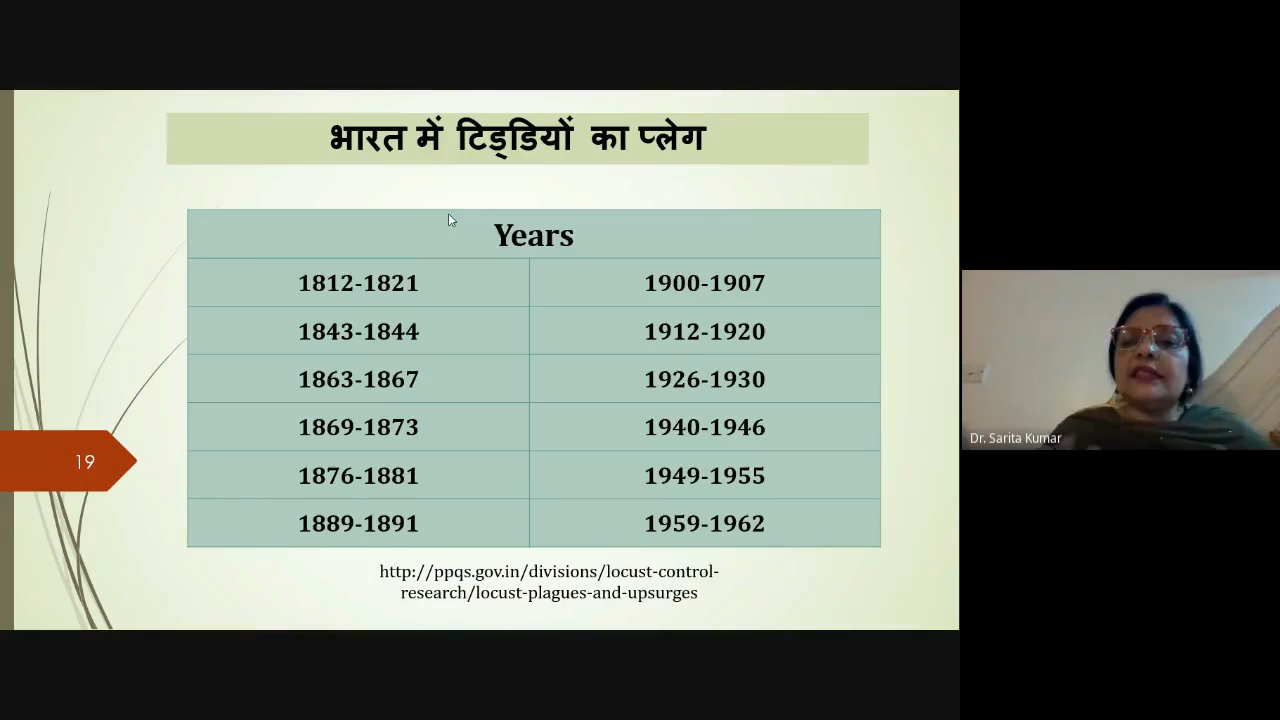 भारत में टिड्डियों का प्लेग
Years
1812-1821 1900-1907
1843-1844 1912-1920
1863-1867 1926-1930
1869-1873 1940-1946
1876-1881 1949-1955
1889-1891 1959-1962
19
http://ppqs.gov.in/divisions/locust-control-
research/locust-plagues-and-upsurges
Dr. Sarita Kumar